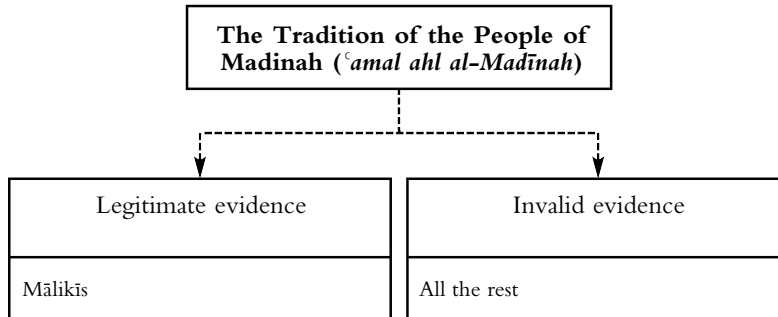 The Tradition of the People of
Madinah (ʿamal ahl al-Madīnah)
Legitimate evidence
Invalid evidence
Mālikīs
All the rest